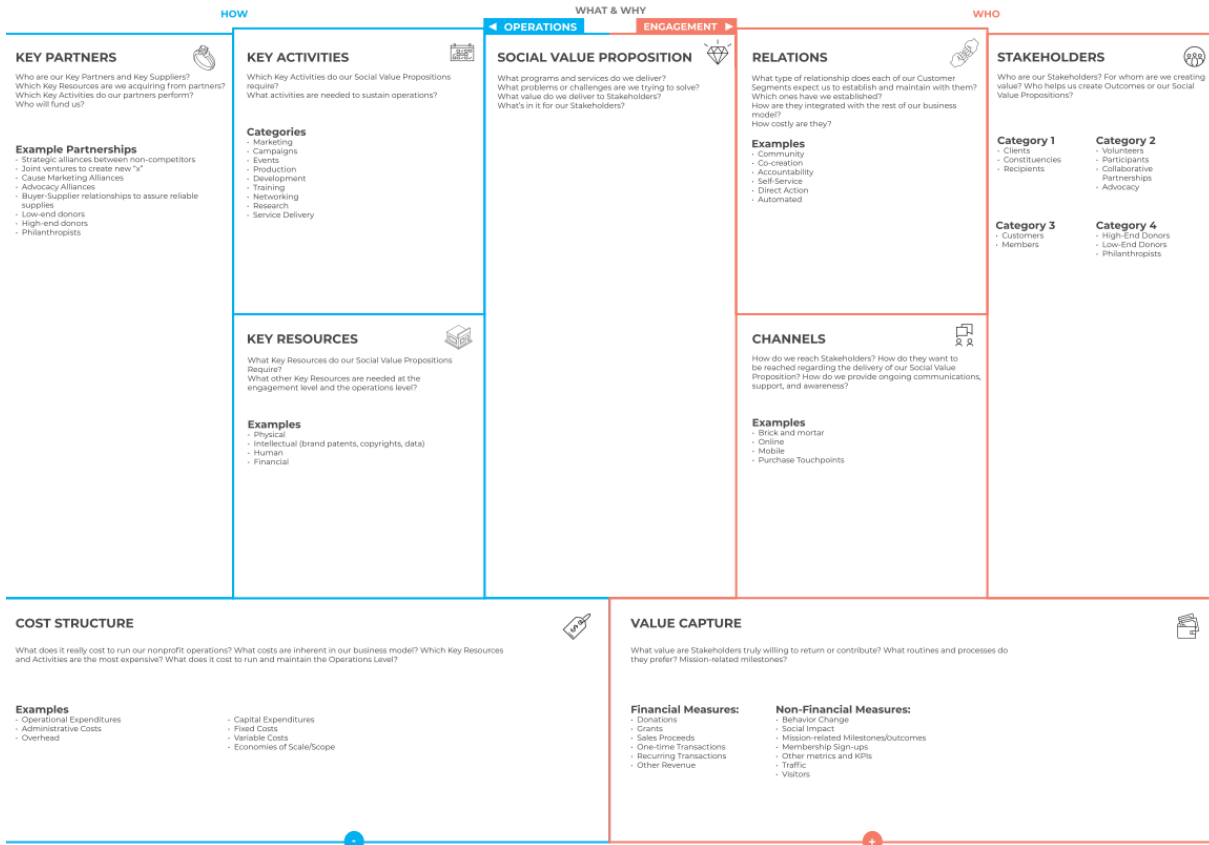 HOW
WHAT & WHY
WHO
◄ OPERATIONS
ENGAGEMENT ►
KEY PARTNERS
Who are our Key Partners and Key Suppliers?
Which Key Resources are we acquiring from partners?
Which Key Activities do our partners perform?
Who will fund us?
Example Partnerships
- Strategic alliances between non-competitors
- Joint ventures to create new "x"
- Cause Marketing Alliances
- Advocacy Alliances
- Buyer-Supplier relationships to assure reliable
supplies
- Low-end donors
- High-end donors
- Philanthropists
KEY ACTIVITIES
Which Key Activities do our Social Value Propositions
require?
What activities are needed to sustain operations?
Categories
- Marketing
- Campaigns
- Events
- Production
- Development
- Training
- Networking
- Research
- Service Delivery
KEY RESOURCES
What Key Resources do our Social Value Propositions
Require?
What other Key Resources are needed at the
engagement level and the operations level?
Examples
- Physical
- Intellectual (brand patents, copyrights, data)
- Human
- Financial
SOCIAL VALUE PROPOSITION
What programs and services do we deliver?
What problems or challenges are we trying to solve?
What value do we deliver to Stakeholders?
What's in it for our Stakeholders?
RELATIONS
What type of relationship does each of our Customer
Segments expect us to establish and maintain with them?
Which ones have we established?
How are they integrated with the rest of our business
model?
How costly are they?
Examples
- Community
- Co-creation
- Accountability
- Self-Service
- Direct Action
- Automated
CHANNELS
How do we reach Stakeholders? How do they want to
be reached regarding the delivery of our Social Value
Proposition? How do we provide ongoing communications,
support, and awareness?
Examples
- Brick and mortar
- Online
- Mobile
- Purchase Touchpoints
STAKEHOLDERS
Who are our Stakeholders? For whom are we creating
value? Who helps us create Outcomes or our Social
Value Propositions?
Category 1
- Clients
- Constituencies
- Recipients
Category 2
- Volunteers
- Participants
- Collaborative
Partnerships
- Advocacy
Category 3
- Customers
- Members
Category 4
- High-End Donors
- Low-End Donors
- Philanthropists
COST STRUCTURE
What does it really cost to run our nonprofit operations? What costs are inherent in our business model? Which Key Resources
and Activities are the most expensive? What does it cost to run and maintain the Operations Level?
Examples
- Operational Expenditures
- Administrative Costs
- Overhead
- Capital Expenditures
- Fixed Costs
- Variable Costs
- Economies of Scale/Scope
$
-
VALUE CAPTURE
What value are Stakeholders truly willing to return or contribute? What routines and processes do
they prefer? Mission-related milestones?
Financial Measures:
- Donations
- Grants
- Sales Proceeds
- One-time Transactions
- Recurring Transactions
- Other Revenue
Non-Financial Measures:
- Behavior Change
- Social Impact
- Mission-related Milestones/outcomes
- Membership Sign-ups
- Other metrics and KPIs
- Traffic
- Visitors
+